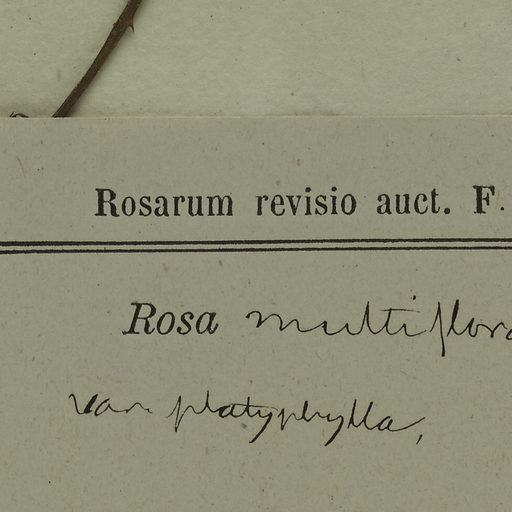 Rosarum revisio auct. F.
Rosa multiflora
var. platyphylla,